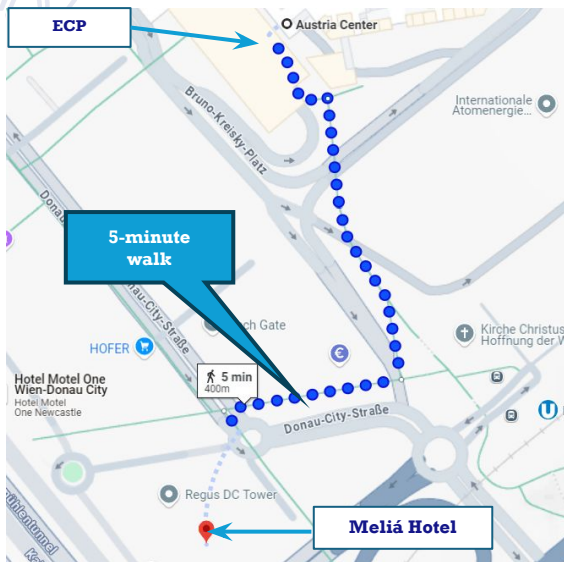 ECP
Austria Center
Internationale
Atomenergie...
Bruno-Kreisky-Platz
Donau-City-Straße
5-minute
walk
ch Gate
HOFER
€
Kirche Christus
Hoffnung der W
Hotel Motel One
Wien-Donau City
Hotel Motel
One Newcastle
5 min
400m
Donau-City-Straße
U
Regus DC Tower
Meliá Hotel